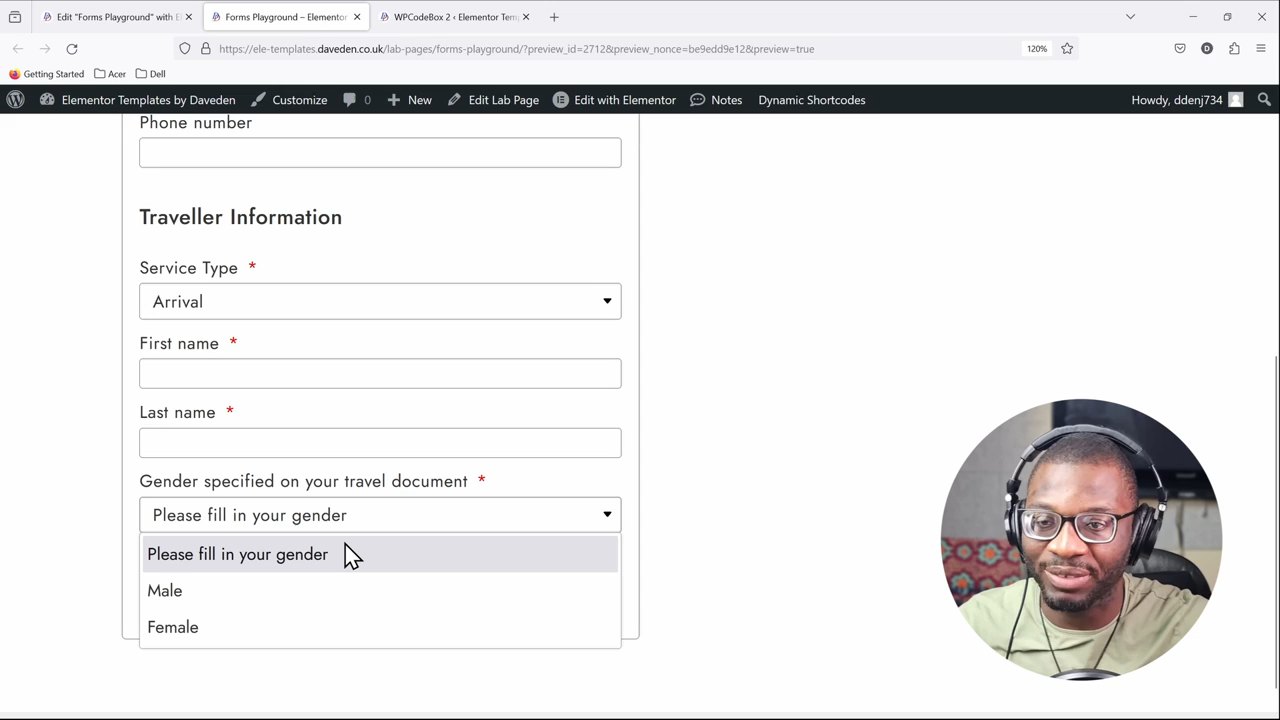 Edit "Forms Playground" with El
Forms Playground – Elementor
WPCodeBox 2 ‹ Elementor Tem
https://ele-templates.daveden.co.uk/lab-pages/forms-playground/?preview_id=2712&preview_nonce=be9edd9e12&preview=true
120%
D
Getting Started
Acer
Dell
Elementor Templates by Daveden
Customize
0
New
Edit Lab Page
Edit with Elementor
Notes
Dynamic Shortcodes
Howdy, ddenj734
Phone number
Traveller Information
Service Type *
Arrival
First name *
Last name *
Gender specified on your travel document *
Please fill in your gender
Please fill in your gender
Male
Female